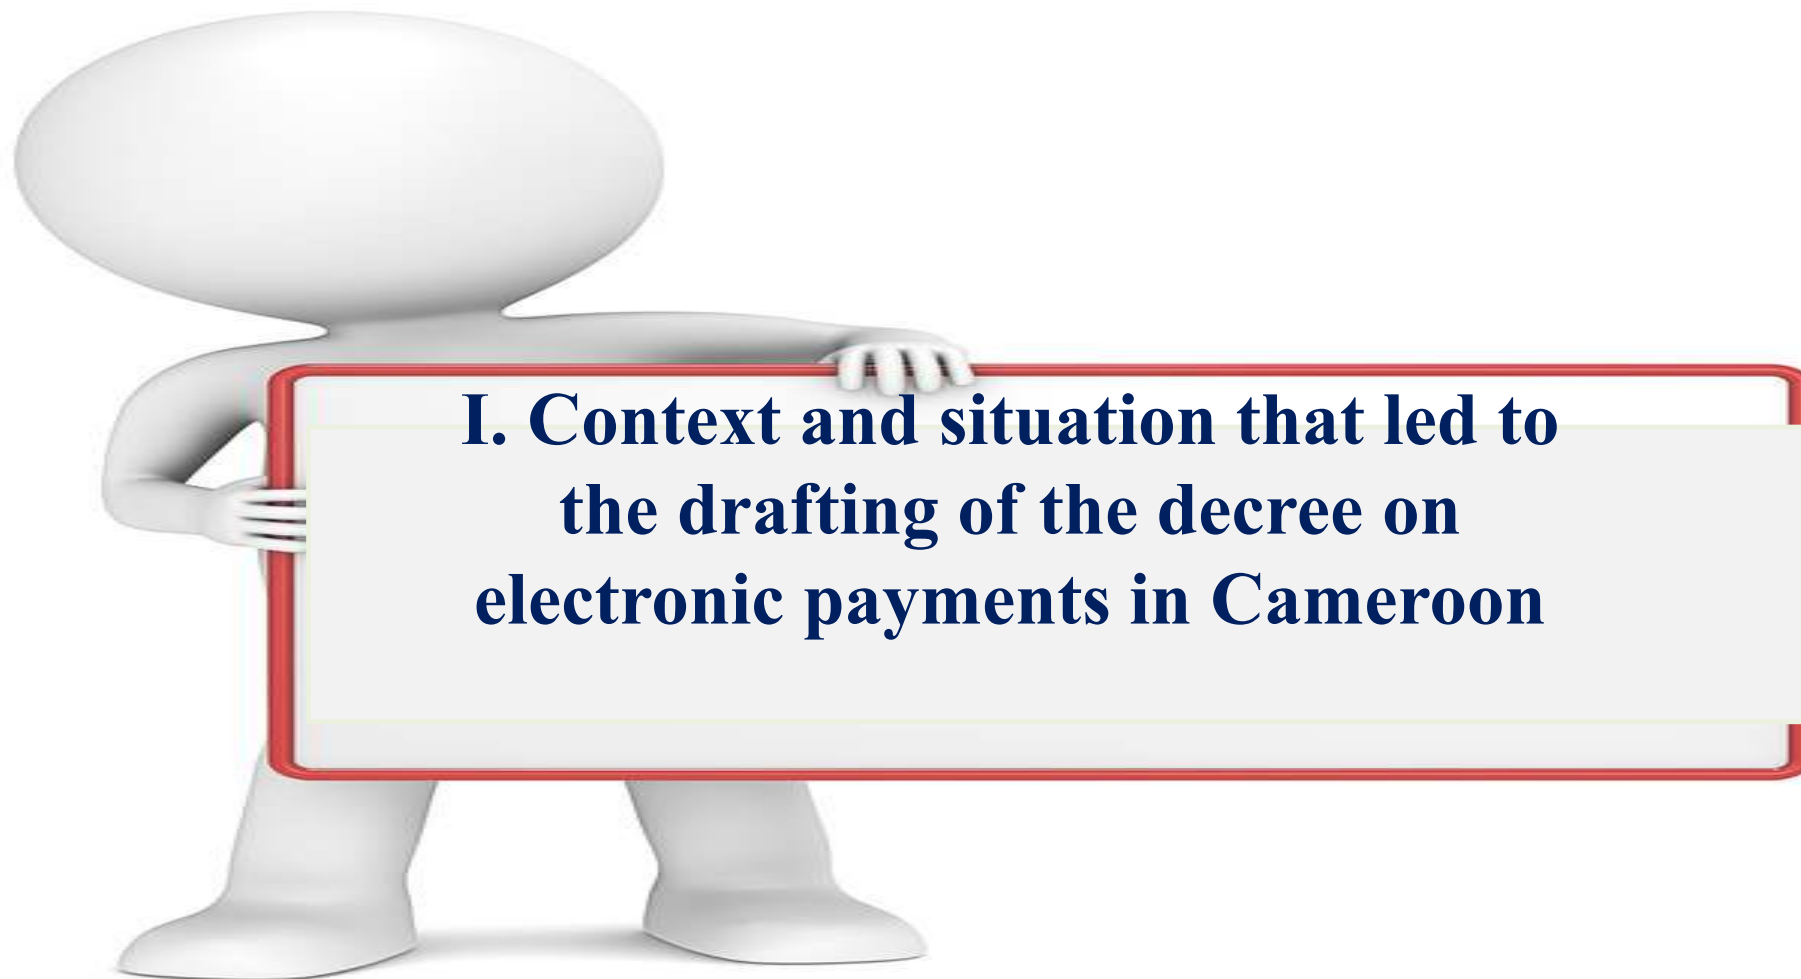 I. Context and situation that led to
the drafting of the decree on
electronic payments in Cameroon